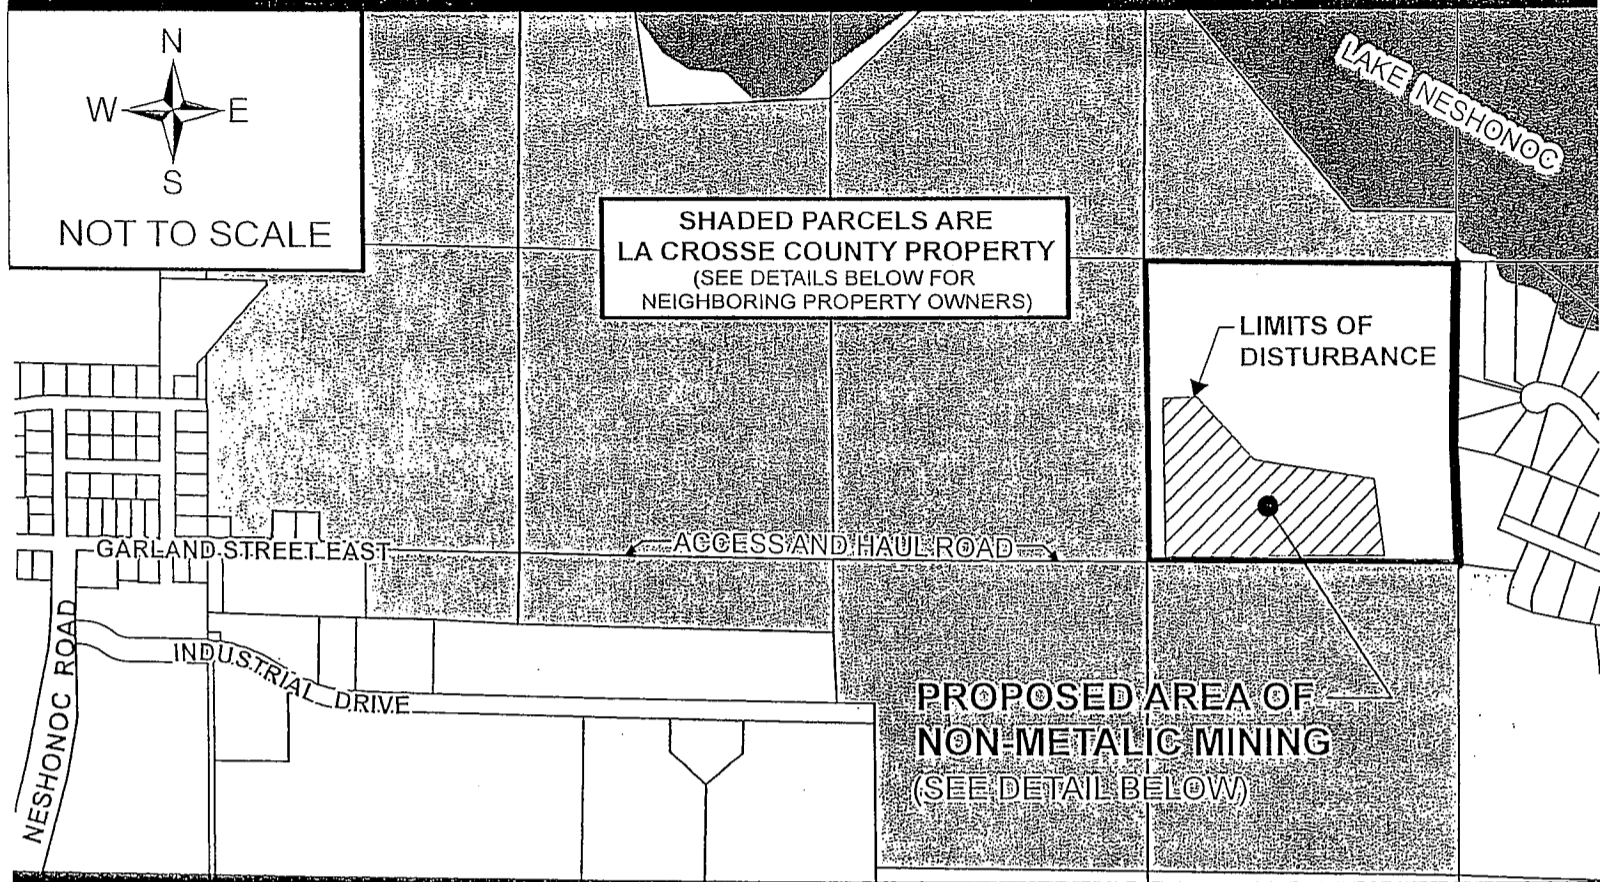 N
W E
S
NOT TO SCALE
LAKE NESHONOC
SHADED PARCELS ARE
LA CROSSE COUNTY PROPERTY
(SEE DETAILS BELOW FOR
NEIGHBORING PROPERTY OWNERS)
LIMITS OF
DISTURBANCE
GARLAND STREET EAST
ACCESS AND HAUL ROAD
NESHONOC ROAD
INDUSTRIAL DRIVE
PROPOSED AREA OF
NON-METALIC MINING
(SEE DETAIL BELOW)